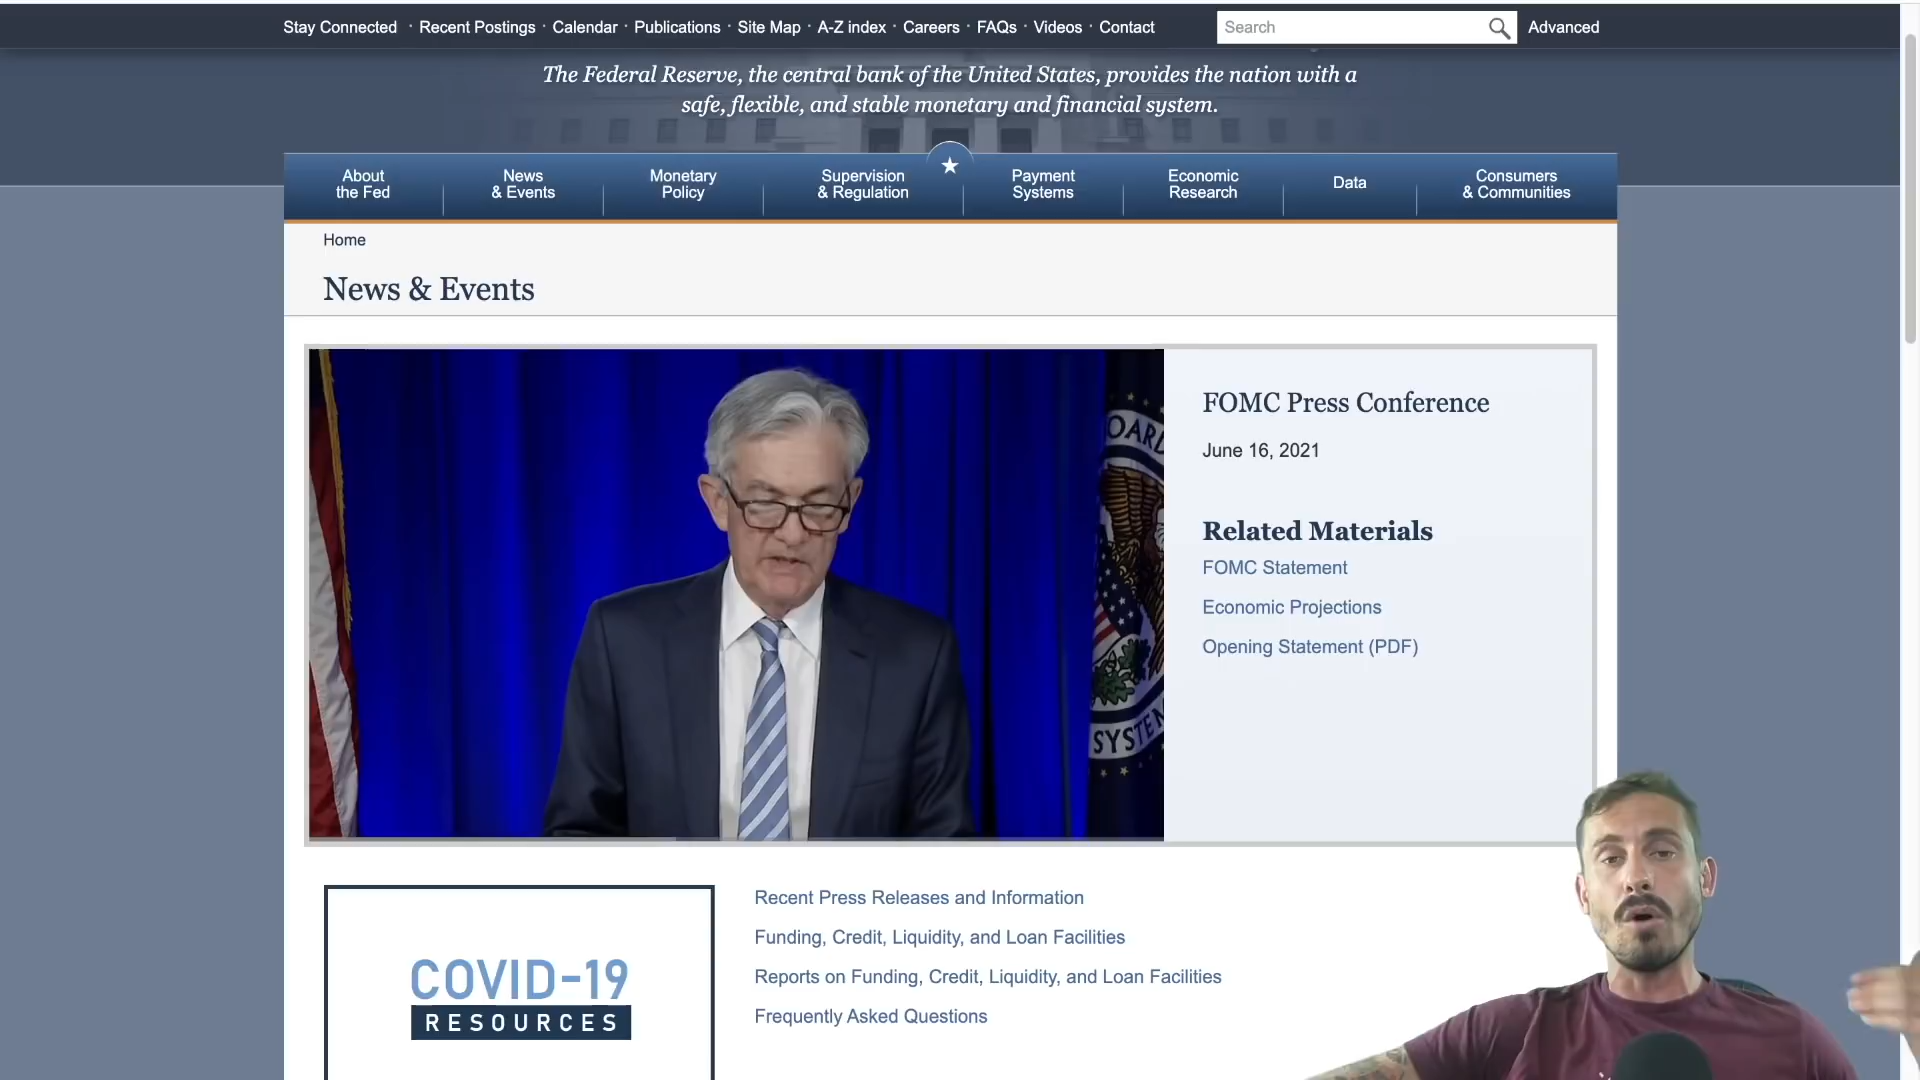 Stay Connected · Recent Postings · Calendar · Publications · Site Map · A-Z index · Careers · FAQs · Videos · Contact
Search
Advanced
The Federal Reserve, the central bank of the United States, provides the nation with a
safe, flexible, and stable monetary and financial system.
About
the Fed
News
& Events
Monetary
Policy
Supervision
& Regulation
Payment
Systems
Economic
Research
Data
Consumers
& Communities
Home
News & Events
BOARD
SYSTEM
FOMC Press Conference
June 16, 2021
Related Materials
FOMC Statement
Economic Projections
Opening Statement (PDF)
COVID-19
RESOURCES
Recent Press Releases and Information
Funding, Credit, Liquidity, and Loan Facilities
Reports on Funding, Credit, Liquidity, and Loan Facilities
Frequently Asked Questions